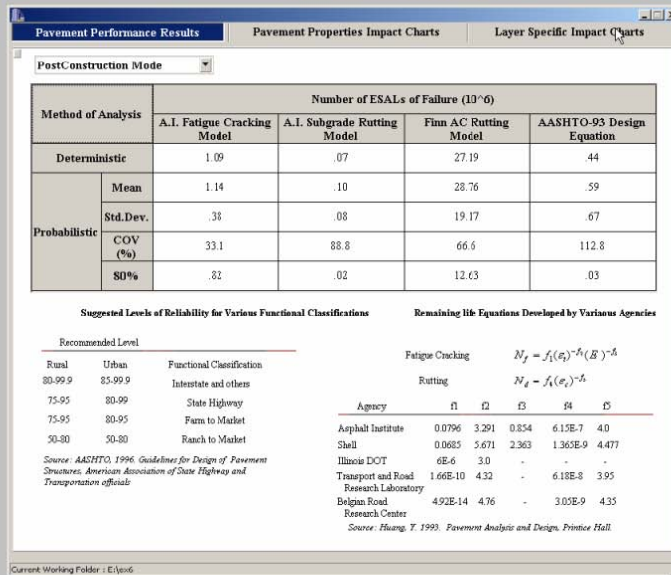 Pavement Performance Results Pavement Properties Impact Charts Layer Specific Impact Charts
PostConstruction Mode
Method of Analysis Number of ESALs of Failure (10^6)
A.I. Fatigue Cracking Model A.I. Subgrade Rutting Model Finn AC Rutting Model AASHTO-93 Design Equation
Deterministic 1.09 .07 27.19 .44
Probabilistic Mean 1.14 .10 28.76 .59
Std.Dev. .38 .08 19.17 .67
COV (%) 33.1 88.8 66.6 112.8
80% .82 .02 12.63 .03
Suggested Levels of Reliability for Various Functional Classifications
Recommended Level
Rural Urban Functional Classification
80-99.9 85-99.9 Interstate and others
75-95 80-99 State Highway
75-95 80-95 Farm to Market
50-80 50-80 Ranch to Market
Source: AASHTO, 1996. Guidelines for Design of Pavement
Structures, American Association of State Highway and
Transportation officials
Remaining life Equations Developed by Variaous Agencies
Fatigue Cracking N_f = f_1(ε_t)^-f_2(E)^-f_3
Rutting N_d = f_4(ε_c)^-f_5
Agency f1 f2 f3 f4 f5
Asphalt Institute 0.0796 3.291 0.854 6.15E-7 4.0
Shell 0.0685 5.671 2.363 1.365E-9 4.477
Illinois DOT 6E-6 3.0 - - -
Transport and Road 1.66E-10 4.32 - 6.18E-8 3.95
Research Laboratory
Belgian Road 4.92E-14 4.76 - 3.05E-9 4.35
Research Center
Source: Huang, Y. 1993. Pavement Analysis and Design, Printice Hall
Current Working Folder : E:\ex6